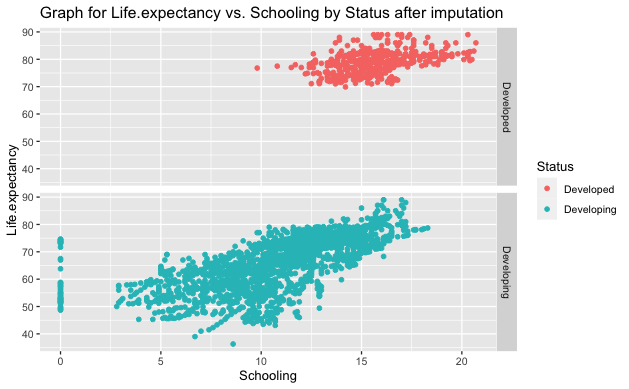 Graph for Life.expectancy vs. Schooling by Status after imputation
90
80
70
60
50
40
Developed
90
80
70
60
50
40
Developing
Life.expectancy
0 5 10 15 20
Schooling
Status
Developed
Developing